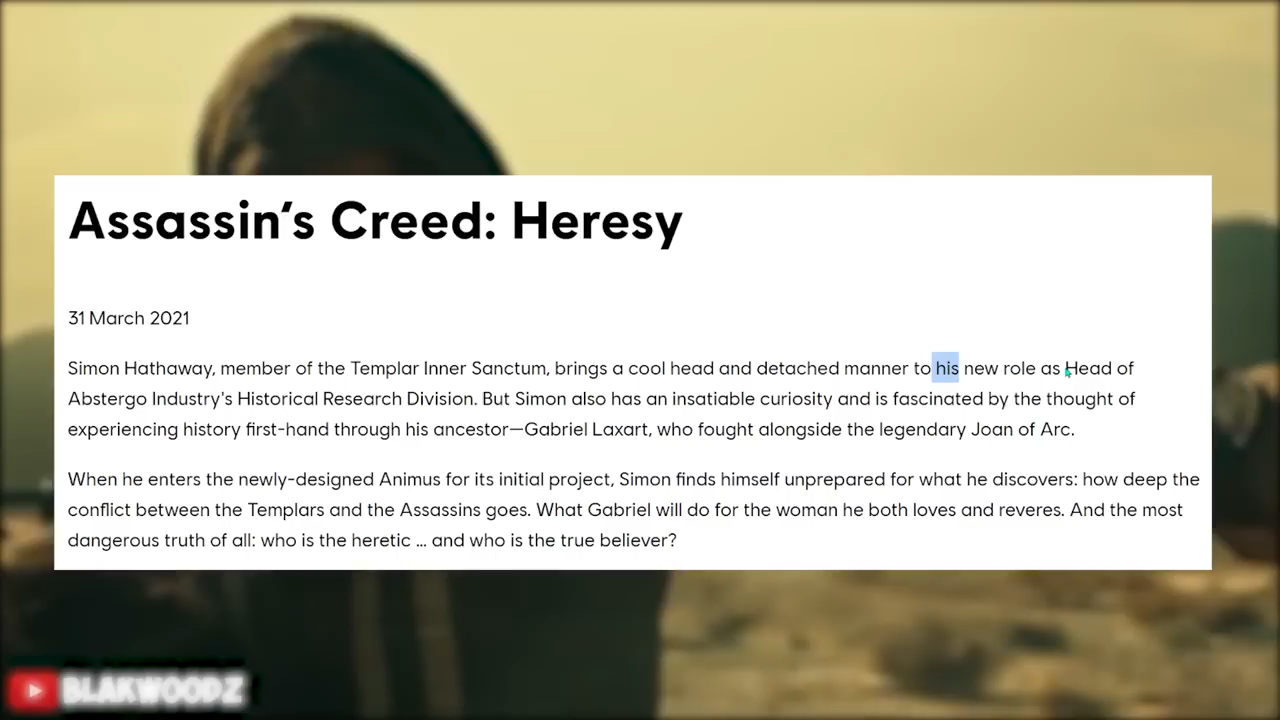 Assassin's Creed: Heresy
31 March 2021
Simon Hathaway, member of the Templar Inner Sanctum, brings a cool head and detached manner to his new role as Head of
Abstergo Industry's Historical Research Division. But Simon also has an insatiable curiosity and is fascinated by the thought of
experiencing history first-hand through his ancestor—Gabriel Laxart, who fought alongside the legendary Joan of Arc.
When he enters the newly-designed Animus for its initial project, Simon finds himself unprepared for what he discovers: how deep the
conflict between the Templars and the Assassins goes. What Gabriel will do for the woman he both loves and reveres. And the most
dangerous truth of all: who is the heretic ... and who is the true believer?
BLAKWOODZ